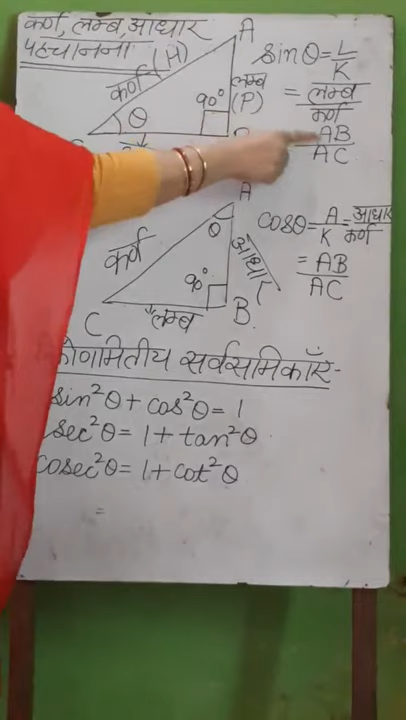 कर्ण, लम्ब, आधार
पहचानना
A
कर्ण (H)
लम्ब
(P)
90°
θ
sinθ = L/K
= लम्ब/कर्ण
AB/AC
A
θ
कर्ण
आधार
90°
C
लम्ब
B.
cosθ = A/K = आधार/कर्ण
= AB/AC
कोणमितीय सर्वसमिकाँए-
sin²θ + cos²θ = 1
sec²θ = 1 + tan²θ
cosec²θ = 1 + cot²θ
=